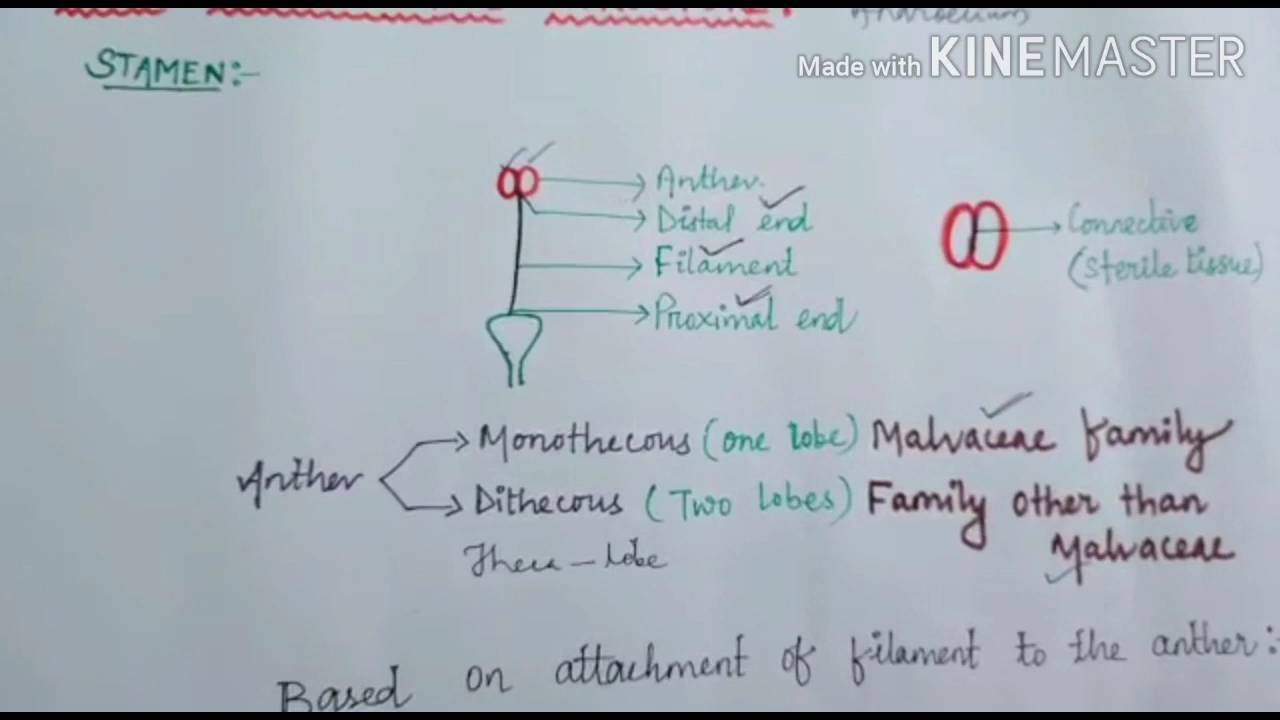 STRUCTURE:
Made with KINEMASTER
STAMEN:-
Anther.
Distal end
Filament
Proximal end
Connective
(sterile tissue)
Anther
Monothecous (one lobe) Malvaceae family
Dithecous (Two lobes) Family other than
Malvaceae
Theca - lobe
Based on attachment of filament to the anther: